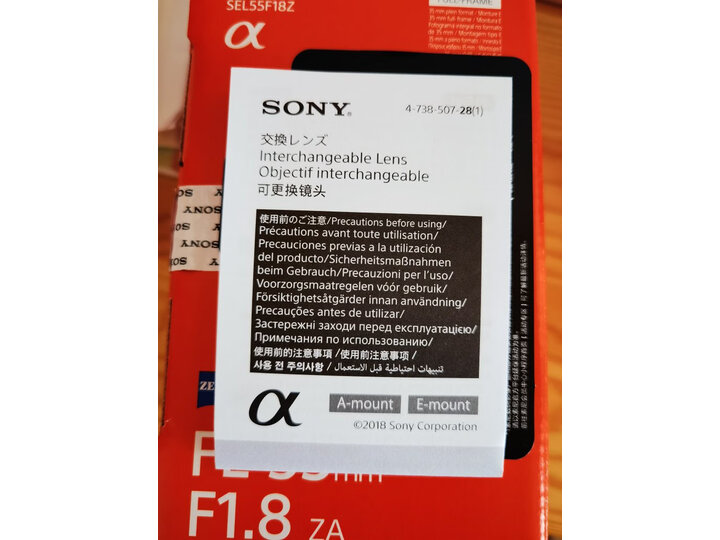 SEL55F18Z
α
FULL-FRAME
SONY
4-738-507-28(1)
交換レンズ
Interchangeable Lens
Objectif interchangeable
可更换镜头
使用前のご注意/Precautions before using/
Précautions avant toute utilisation/
Precauciones previas a la utilización
del producto/Sicherheitsmaßnahmen
beim Gebrauch/Precauzioni per l'uso/
Voorzorgsmaatregelen vóór gebruik/
Försiktighetsåtgärder innan användning/
Precauções antes de utilizar/
Застережні заходи перед експлуатацією/
Примечания по использованию/
使用前的注意事项 /使用前注意事項 /
사용 전 주의사항/ تنبيهات احتياطية قبل الاستعمال/
α
A-mount E-mount
©2018 Sony Corporation
SONY
SONY
ZE
mm
F1.8 ZA